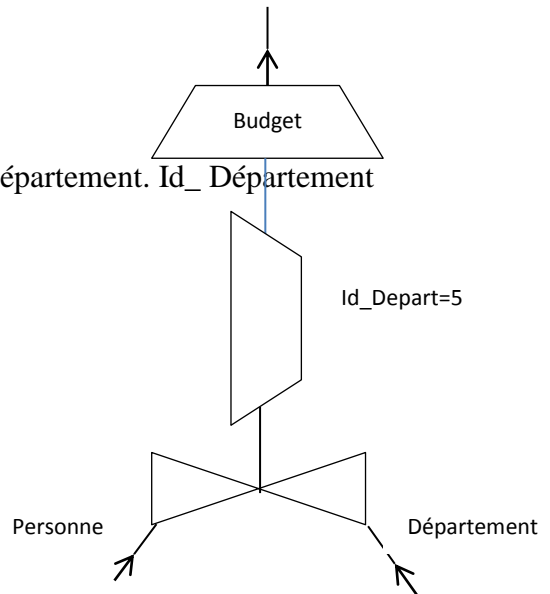 Budget
épartement. Id_ Département
Id_Depart=5
Personne
Département